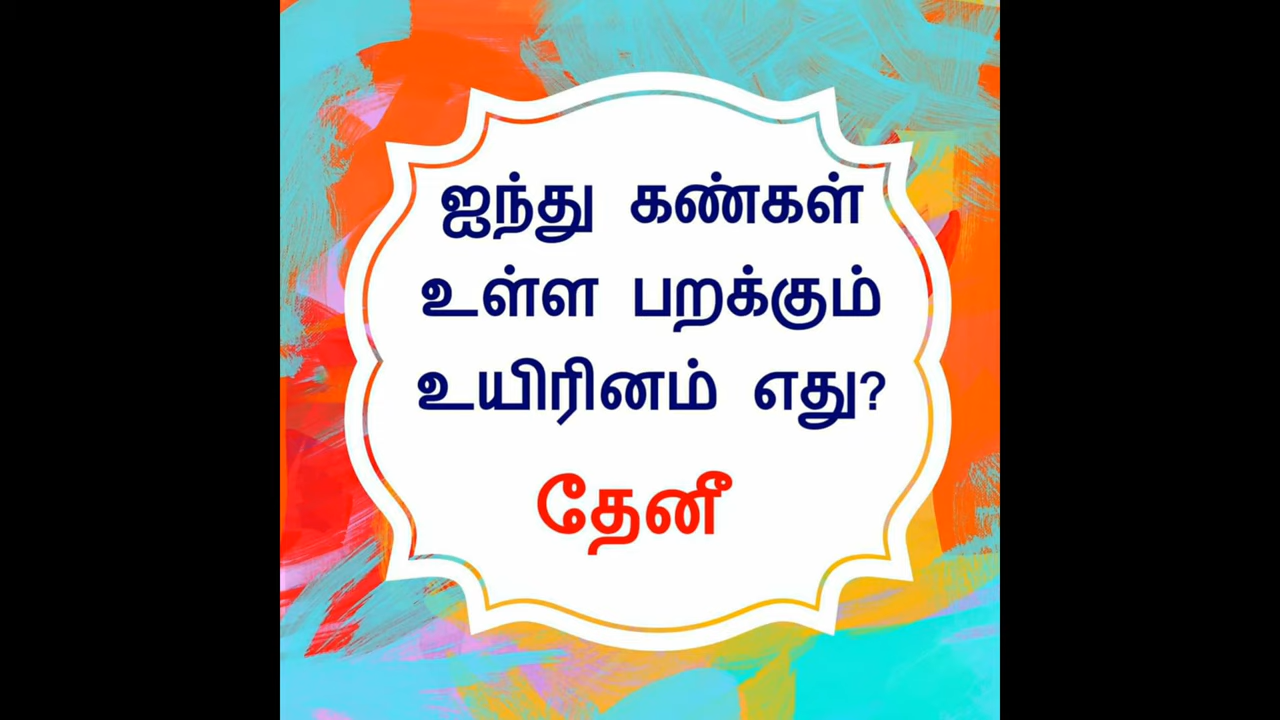 ஐந்து கண்கள்
உள்ள பறக்கும்
உயிரினம் எது?
தேனீ